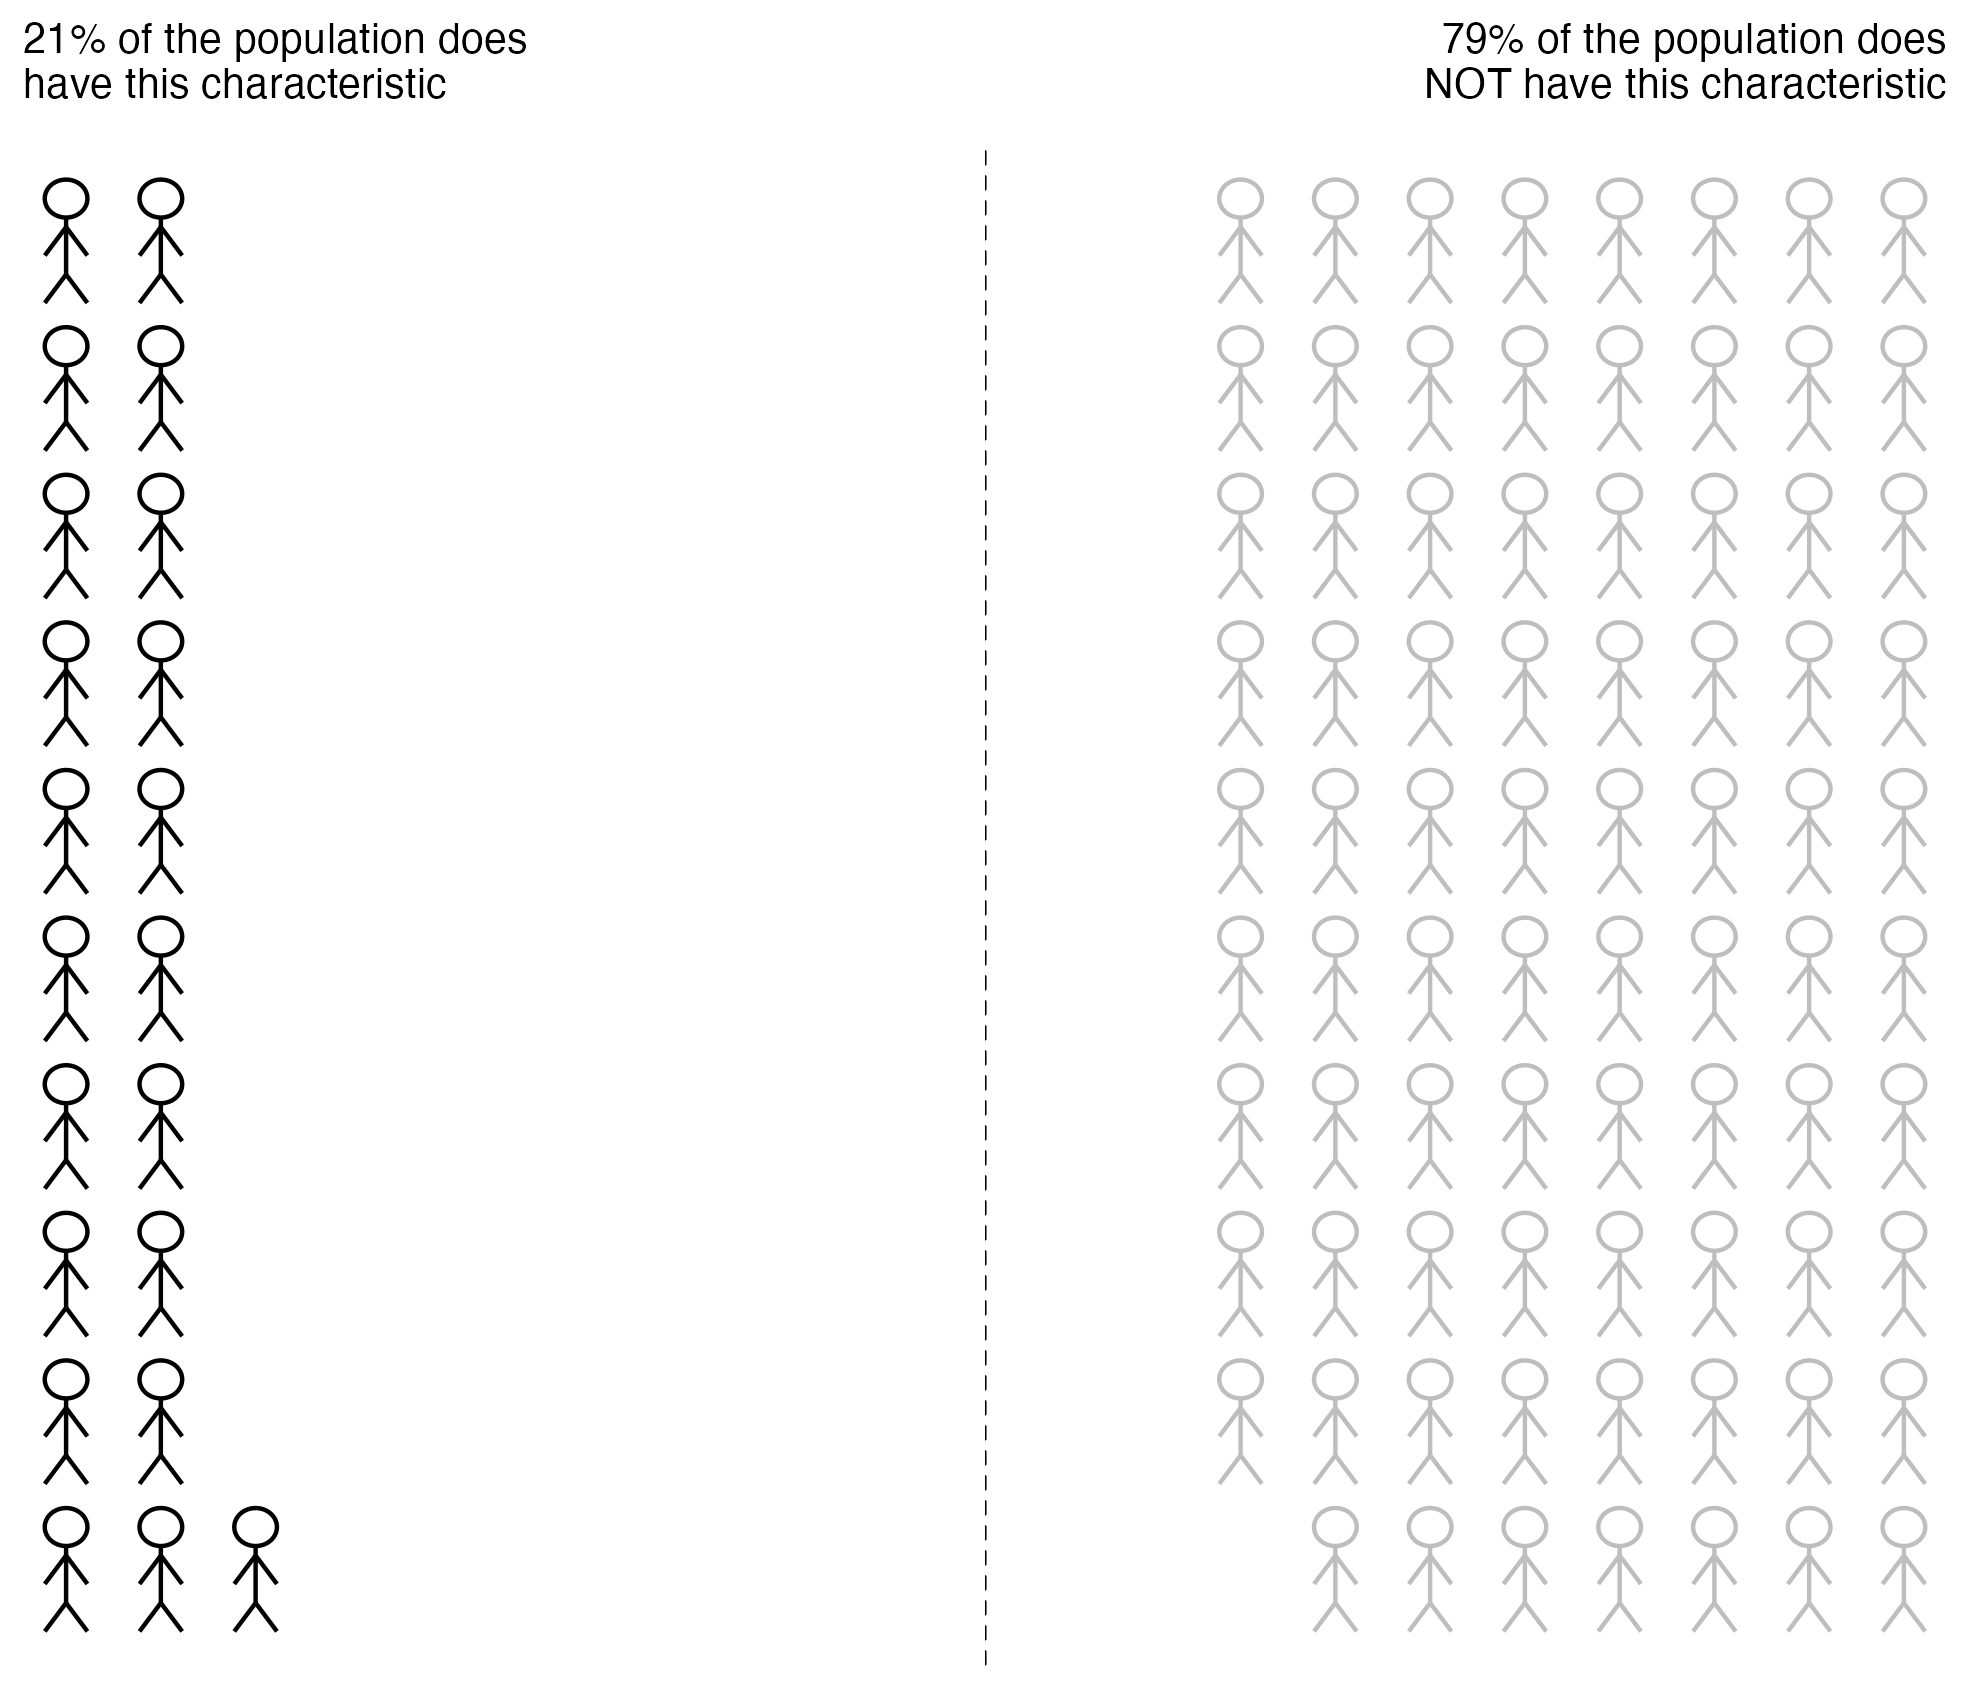 21% of the population does
have this characteristic
79% of the population does
NOT have this characteristic